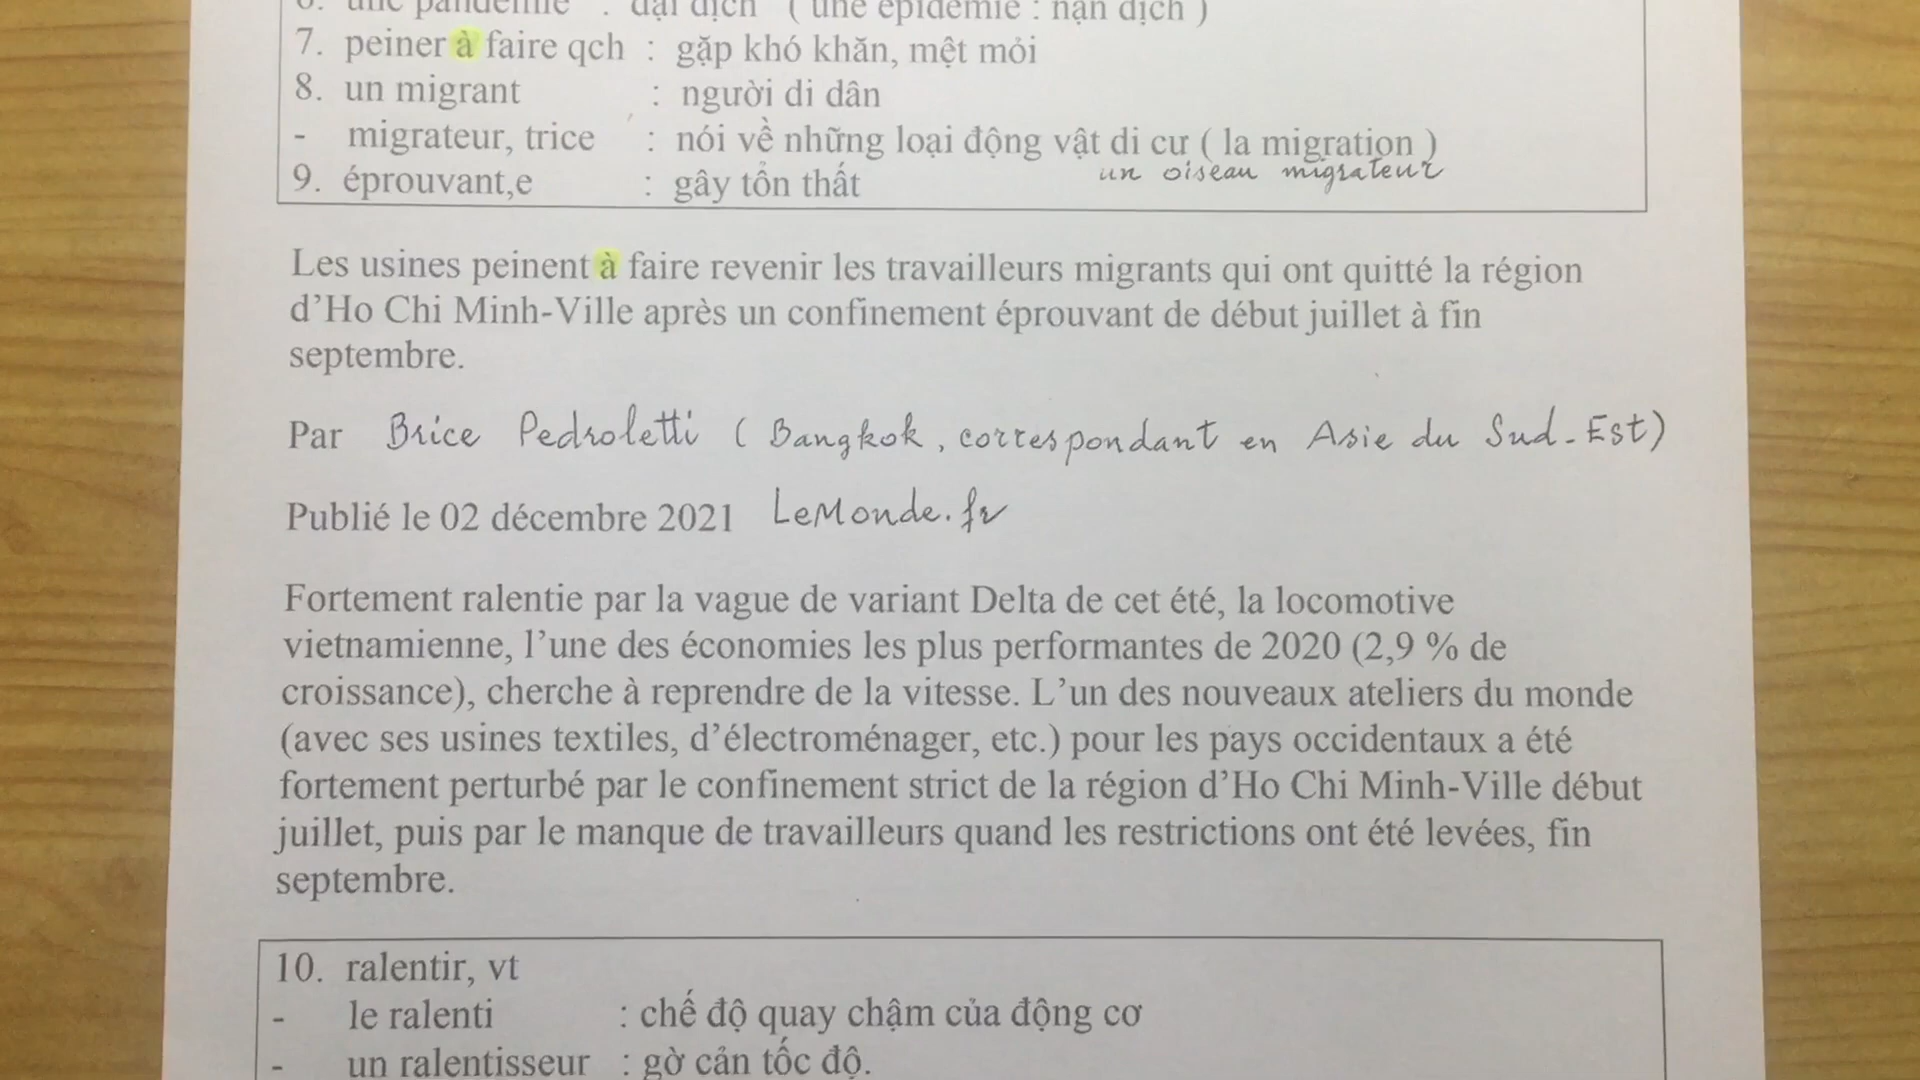 6. une pandémie : đại dịch ( une épidémie : nạn dịch )
7. peiner à faire qch : gặp khó khăn, mệt mỏi
8. un migrant : người di dân
- migrateur, trice : nói về những loại động vật di cư ( la migration )
un oiseau migrateur
9. éprouvant,e : gây tổn thất
Les usines peinent à faire revenir les travailleurs migrants qui ont quitté la région
d’Ho Chi Minh-Ville après un confinement éprouvant de début juillet à fin
septembre.
Par Brice Pedroletti ( Bangkok, correspondant en Asie du Sud-Est)
Publié le 02 décembre 2021 LeMonde.fr
Fortement ralentie par la vague de variant Delta de cet été, la locomotive
vietnamienne, l’une des économies les plus performantes de 2020 (2,9 % de
croissance), cherche à reprendre de la vitesse. L’un des nouveaux ateliers du monde
(avec ses usines textiles, d’électroménager, etc.) pour les pays occidentaux a été
fortement perturbé par le confinement strict de la région d’Ho Chi Minh-Ville début
juillet, puis par le manque de travailleurs quand les restrictions ont été levées, fin
septembre.
10. ralentir, vt
- le ralenti : chế độ quay chậm của động cơ
- un ralentisseur : gờ cản tốc độ.